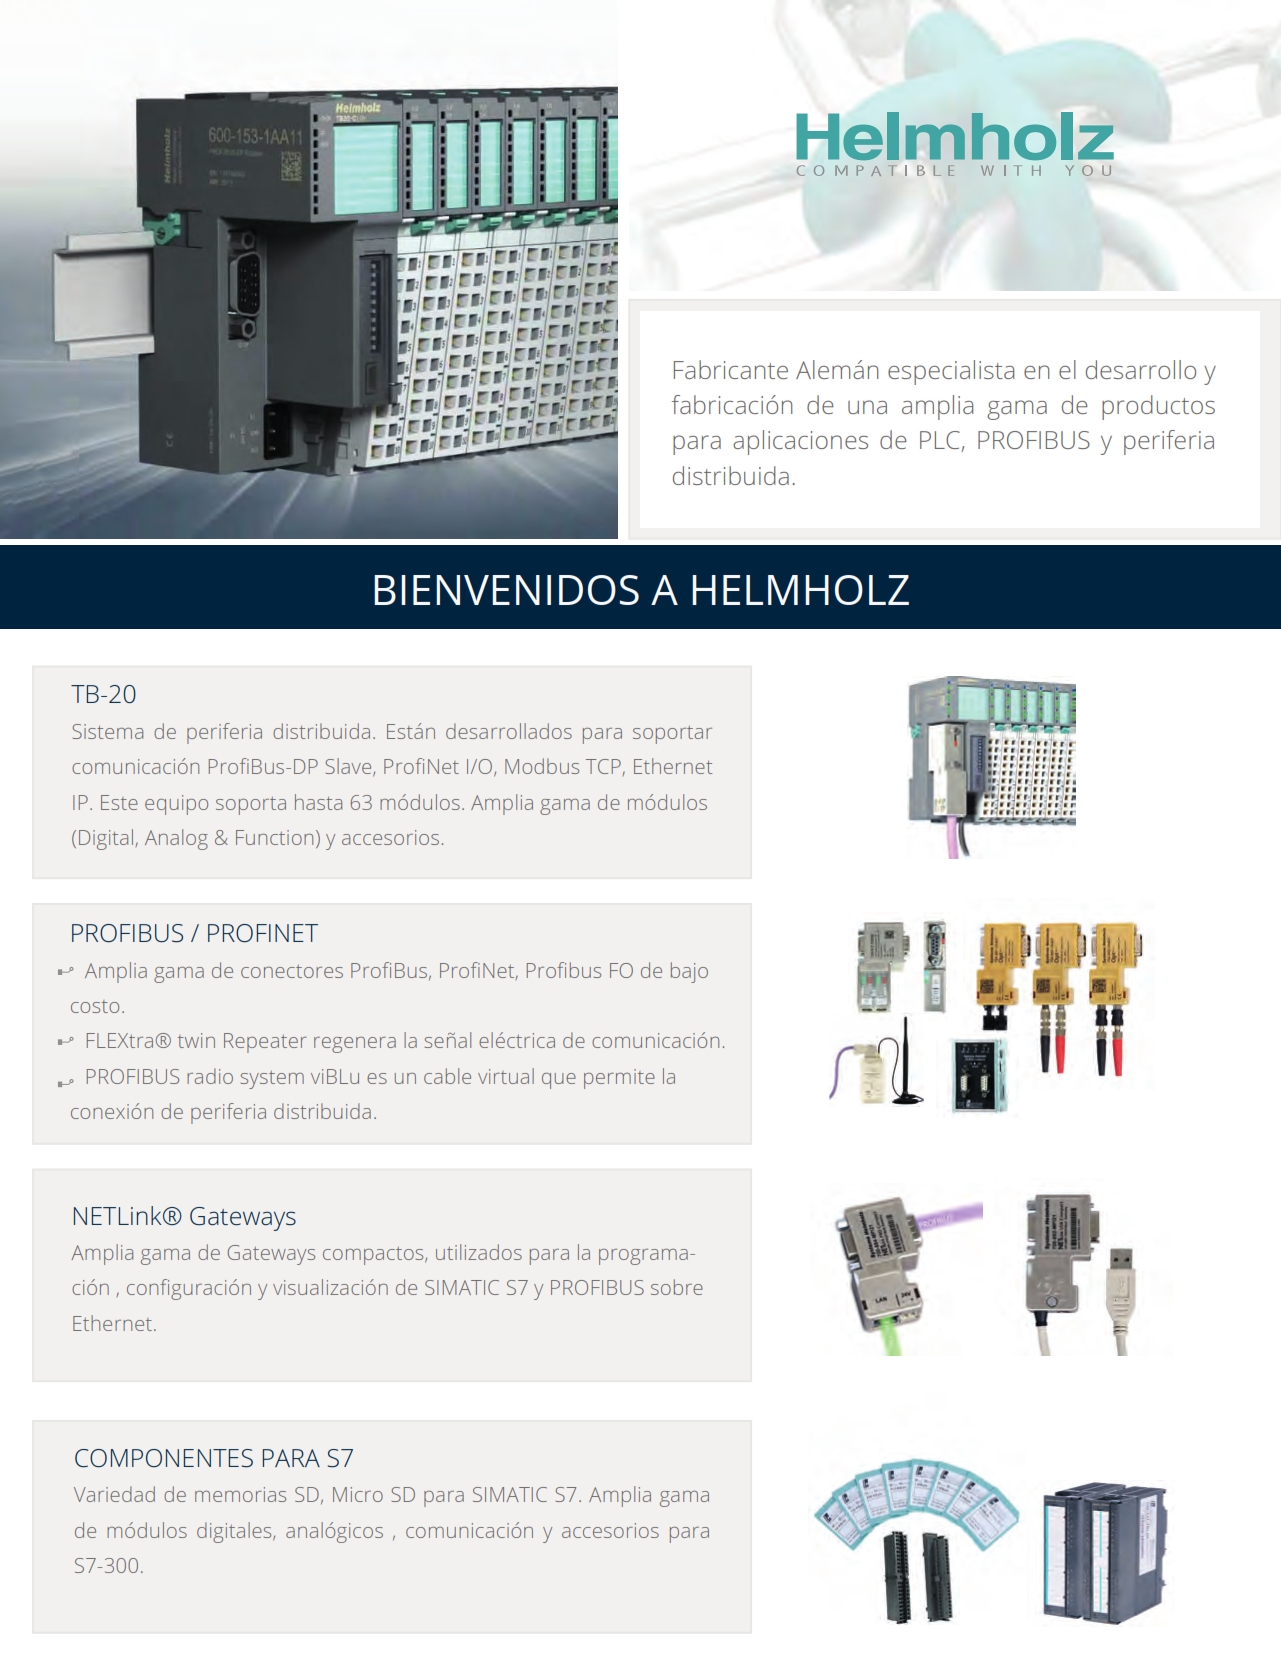 Helmholz
TB20-C
600-153-1AA11
Helmholz
Helmholz
COMPATIBLE WITH YOU
Fabricante Alemán especialista en el desarrollo y
fabricación de una amplia gama de productos
para aplicaciones de PLC, PROFIBUS y periferia
distribuida.
BIENVENIDOS A HELMHOLZ
TB-20
Sistema de periferia distribuida. Están desarrollados para soportar
comunicación ProfiBus-DP Slave, ProfiNet I/O, Modbus TCP, Ethernet
IP. Este equipo soporta hasta 63 módulos. Amplia gama de módulos
(Digital, Analog & Function) y accesorios.
PROFIBUS / PROFINET
Amplia gama de conectores ProfiBus, ProfiNet, Profibus FO de bajo
costo.
FLEXtra® twin Repeater regenera la señal eléctrica de comunicación.
PROFIBUS radio system viBLu es un cable virtual que permite la
conexión de periferia distribuida.
NETLink® Gateways
Amplia gama de Gateways compactos, utilizados para la programa-
ción , configuración y visualización de SIMATIC S7 y PROFIBUS sobre
Ethernet.
LAN
24V
COMPONENTES PARA S7
Variedad de memorias SD, Micro SD para SIMATIC S7. Amplia gama
de módulos digitales, analógicos , comunicación y accesorios para
S7-300.